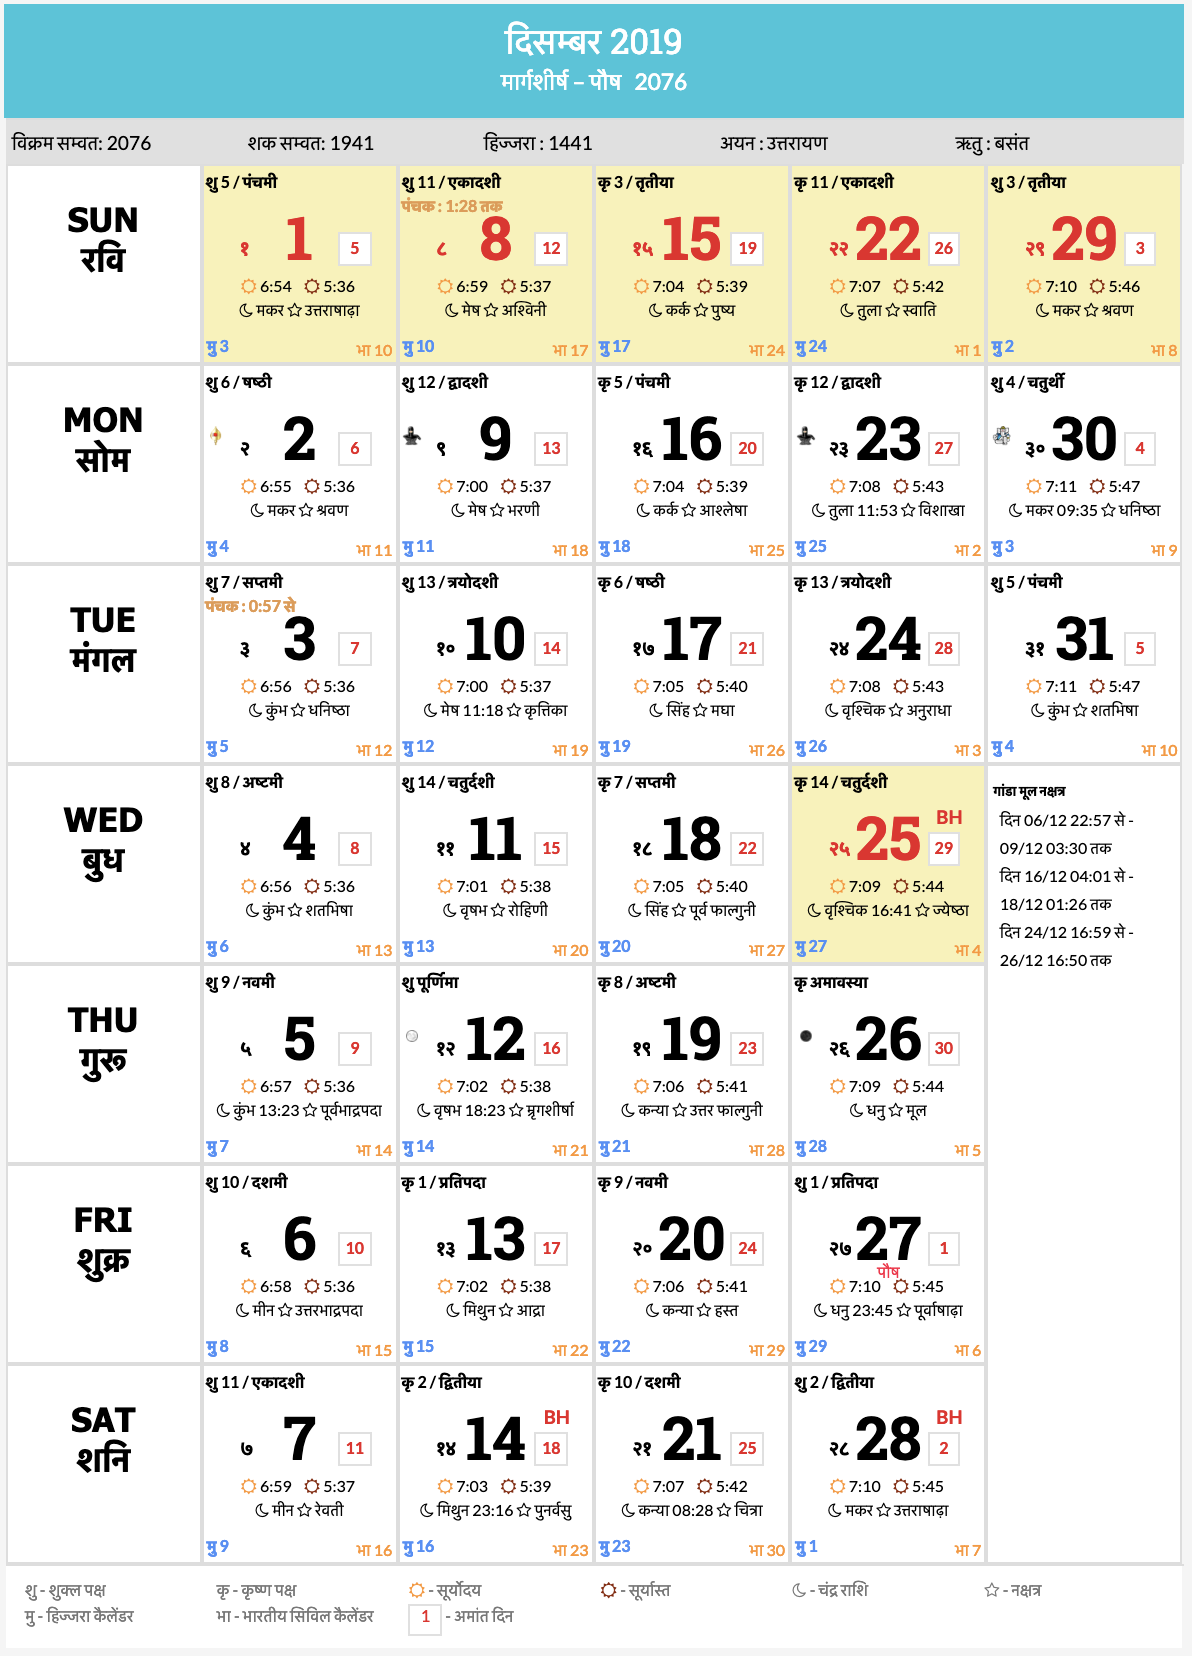 दिसम्बर 2019
मार्गशीर्ष – पौष 2076
विक्रम सम्वत: 2076 शक सम्वत: 1941 हिज्जरा : 1441 अयन : उत्तरायण ऋतु : बसंत
SUN
रवि
शु 5 / पंचमी
१ 1 5
6:54 5:36
मकर उत्तराषाढ़ा
मु 3 भा 10
शु 11 / एकादशी
पंचक : 1:28 तक
८ 8 12
6:59 5:37
मेष अश्विनी
मु 10 भा 17
कृ 3 / तृतीया
१५ 15 19
7:04 5:39
कर्क पुष्य
मु 17 भा 24
कृ 11 / एकादशी
२२ 22 26
7:07 5:42
तुला स्वाति
मु 24 भा 1
शु 3 / तृतीया
२९ 29 3
7:10 5:46
मकर श्रवण
मु 2 भा 8
MON
सोम
शु 6 / षष्ठी
२ 2 6
6:55 5:36
मकर श्रवण
मु 4 भा 11
शु 12 / द्वादशी
९ 9 13
7:00 5:37
मेष भरणी
मु 11 भा 18
कृ 5 / पंचमी
१६ 16 20
7:04 5:39
कर्क आश्लेषा
मु 18 भा 25
कृ 12 / द्वादशी
२३ 23 27
7:08 5:43
तुला 11:53 विशाखा
मु 25 भा 2
शु 4 / चतुर्थी
३० 30 4
7:11 5:47
मकर 09:35 धनिष्ठा
मु 3 भा 9
TUE
मंगल
शु 7 / सप्तमी
पंचक : 0:57 से
३ 3 7
6:56 5:36
कुंभ धनिष्ठा
मु 5 भा 12
शु 13 / त्रयोदशी
१० 10 14
7:00 5:37
मेष 11:18 कृत्तिका
मु 12 भा 19
कृ 6 / षष्ठी
१७ 17 21
7:05 5:40
सिंह मघा
मु 19 भा 26
कृ 13 / त्रयोदशी
२४ 24 28
7:08 5:43
वृश्चिक अनुराधा
मु 26 भा 3
शु 5 / पंचमी
३१ 31 5
7:11 5:47
कुंभ शतभिषा
मु 4 भा 10
WED
बुध
शु 8 / अष्टमी
४ 4 8
6:56 5:36
कुंभ शतभिषा
मु 6 भा 13
शु 14 / चतुर्दशी
११ 11 15
7:01 5:38
वृषभ रोहिणी
मु 13 भा 20
कृ 7 / सप्तमी
१८ 18 22
7:05 5:40
सिंह पूर्व फाल्गुनी
मु 20 भा 27
कृ 14 / चतुर्दशी
BH
२५ 25 29
7:09 5:44
वृश्चिक 16:41 ज्येष्ठा
मु 27 भा 4
गांडा मूल नक्षत्र
दिन 06/12 22:57 से -
09/12 03:30 तक
दिन 16/12 04:01 से -
18/12 01:26 तक
दिन 24/12 16:59 से -
26/12 16:50 तक
THU
गुरू
शु 9 / नवमी
५ 5 9
6:57 5:36
कुंभ 13:23 पूर्वभाद्रपदा
मु 7 भा 14
शु पूर्णिमा
१२ 12 16
7:02 5:38
वृषभ 18:23 म्रृगशीर्षा
मु 14 भा 21
कृ 8 / अष्टमी
१९ 19 23
7:06 5:41
कन्या उत्तर फाल्गुनी
मु 21 भा 28
कृ अमावस्या
२६ 26 30
7:09 5:44
धनु मूल
मु 28 भा 5
FRI
शुक्र
शु 10 / दशमी
६ 6 10
6:58 5:36
मीन उत्तरभाद्रपदा
मु 8 भा 15
कृ 1 / प्रतिपदा
१३ 13 17
7:02 5:38
मिथुन आद्रा
मु 15 भा 22
कृ 9 / नवमी
२० 20 24
7:06 5:41
कन्या हस्त
मु 22 भा 29
शु 1 / प्रतिपदा
२७ 27 1
पौष
7:10 5:45
धनु 23:45 पूर्वाषाढ़ा
मु 29 भा 6
SAT
शनि
शु 11 / एकादशी
७ 7 11
6:59 5:37
मीन रेवती
मु 9 भा 16
कृ 2 / द्वितीया
BH
१४ 14 18
7:03 5:39
मिथुन 23:16 पुनर्वसु
मु 16 भा 23
कृ 10 / दशमी
२१ 21 25
7:07 5:42
कन्या 08:28 चित्रा
मु 23 भा 30
शु 2 / द्वितीया
BH
२८ 28 2
7:10 5:45
मकर उत्तराषाढ़ा
मु 1 भा 7
शु - शुक्ल पक्ष कृ - कृष्ण पक्ष - सूर्योदय - सूर्यास्त - चंद्र राशि - नक्षत्र
मु - हिज्जरा कैलेंडर भा - भारतीय सिविल कैलेंडर 1 - अमांत दिन